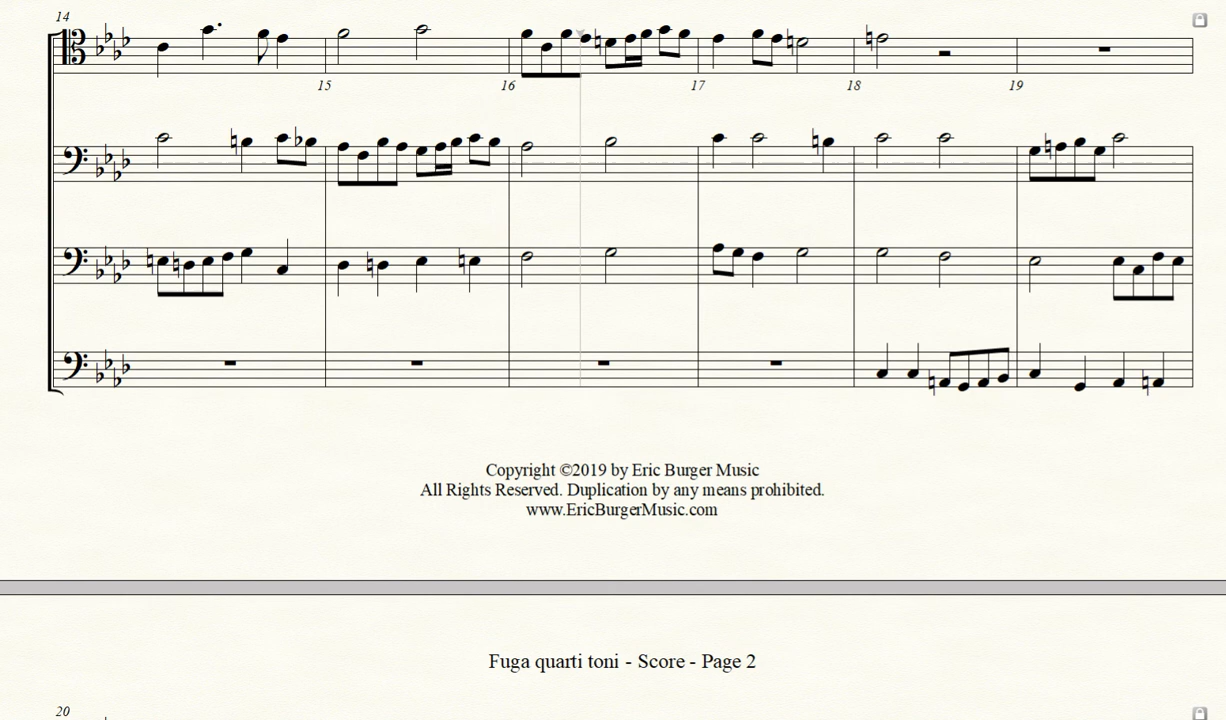 14
15 16 17 18 19
Copyright ©2019 by Eric Burger Music
All Rights Reserved. Duplication by any means prohibited.
www.EricBurgerMusic.com
Fuga quarti toni - Score - Page 2
20